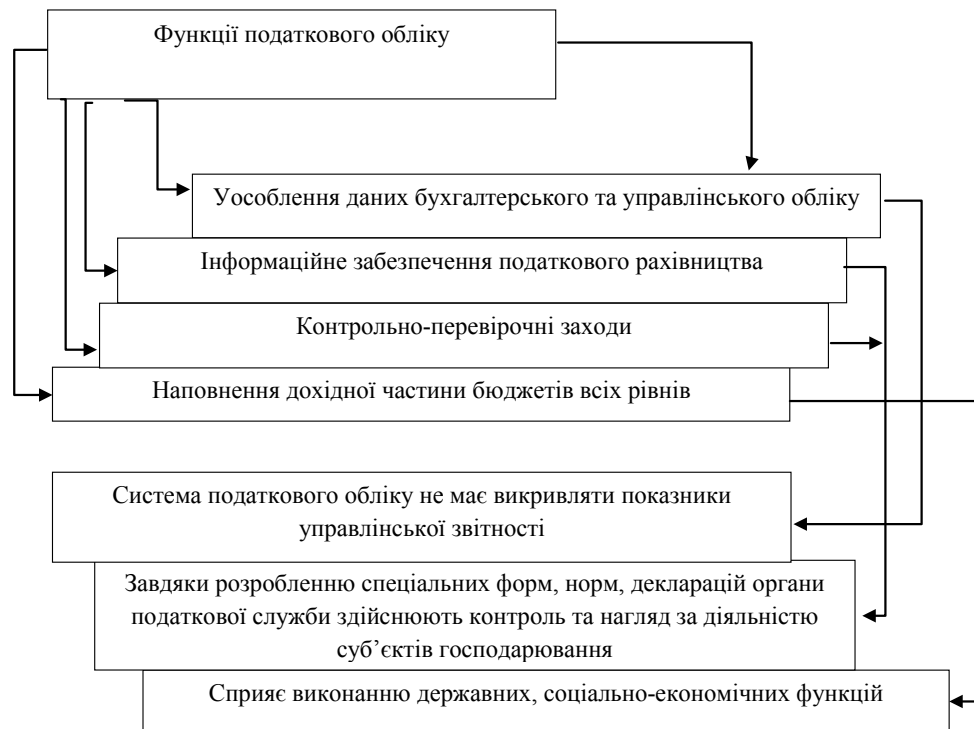 Функції податкового обліку
Уособлення даних бухгалтерського та управлінського обліку
Інформаційне забезпечення податкового рахівництва
Контрольно-перевірочні заходи
Наповнення дохідної частини бюджетів всіх рівнів
Система податкового обліку не має викривляти показники
управлінської звітності
Завдяки розробленню спеціальних форм, норм, декларацій органи
податкової служби здійснюють контроль та нагляд за діяльністю
суб’єктів господарювання
Сприяє виконанню державних, соціально-економічних функцій